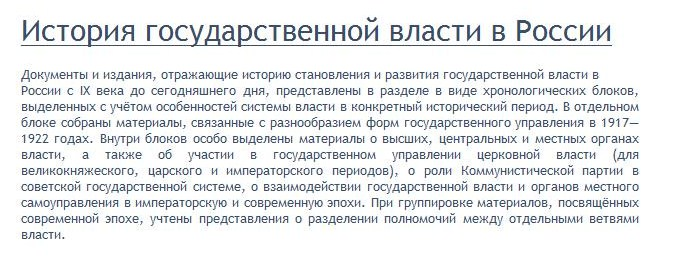 История государственной власти в России
Документы и издания, отражающие историю становления и развития государственной власти в
России с IX века до сегодняшнего дня, представлены в разделе в виде хронологических блоков,
выделенных с учётом особенностей системы власти в конкретный исторический период. В отдельном
блоке собраны материалы, связанные с разнообразием форм государственного управления в 1917—
1922 годах. Внутри блоков особо выделены материалы о высших, центральных и местных органах
власти, а также об участии в государственном управлении церковной власти (для
великокняжеского, царского и императорского периодов), о роли Коммунистической партии в
советской государственной системе, о взаимодействии государственной власти и органов местного
самоуправления в императорскую и современную эпохи. При группировке материалов, посвящённых
современной эпохе, учтены представления о разделении полномочий между отдельными ветвями
власти.